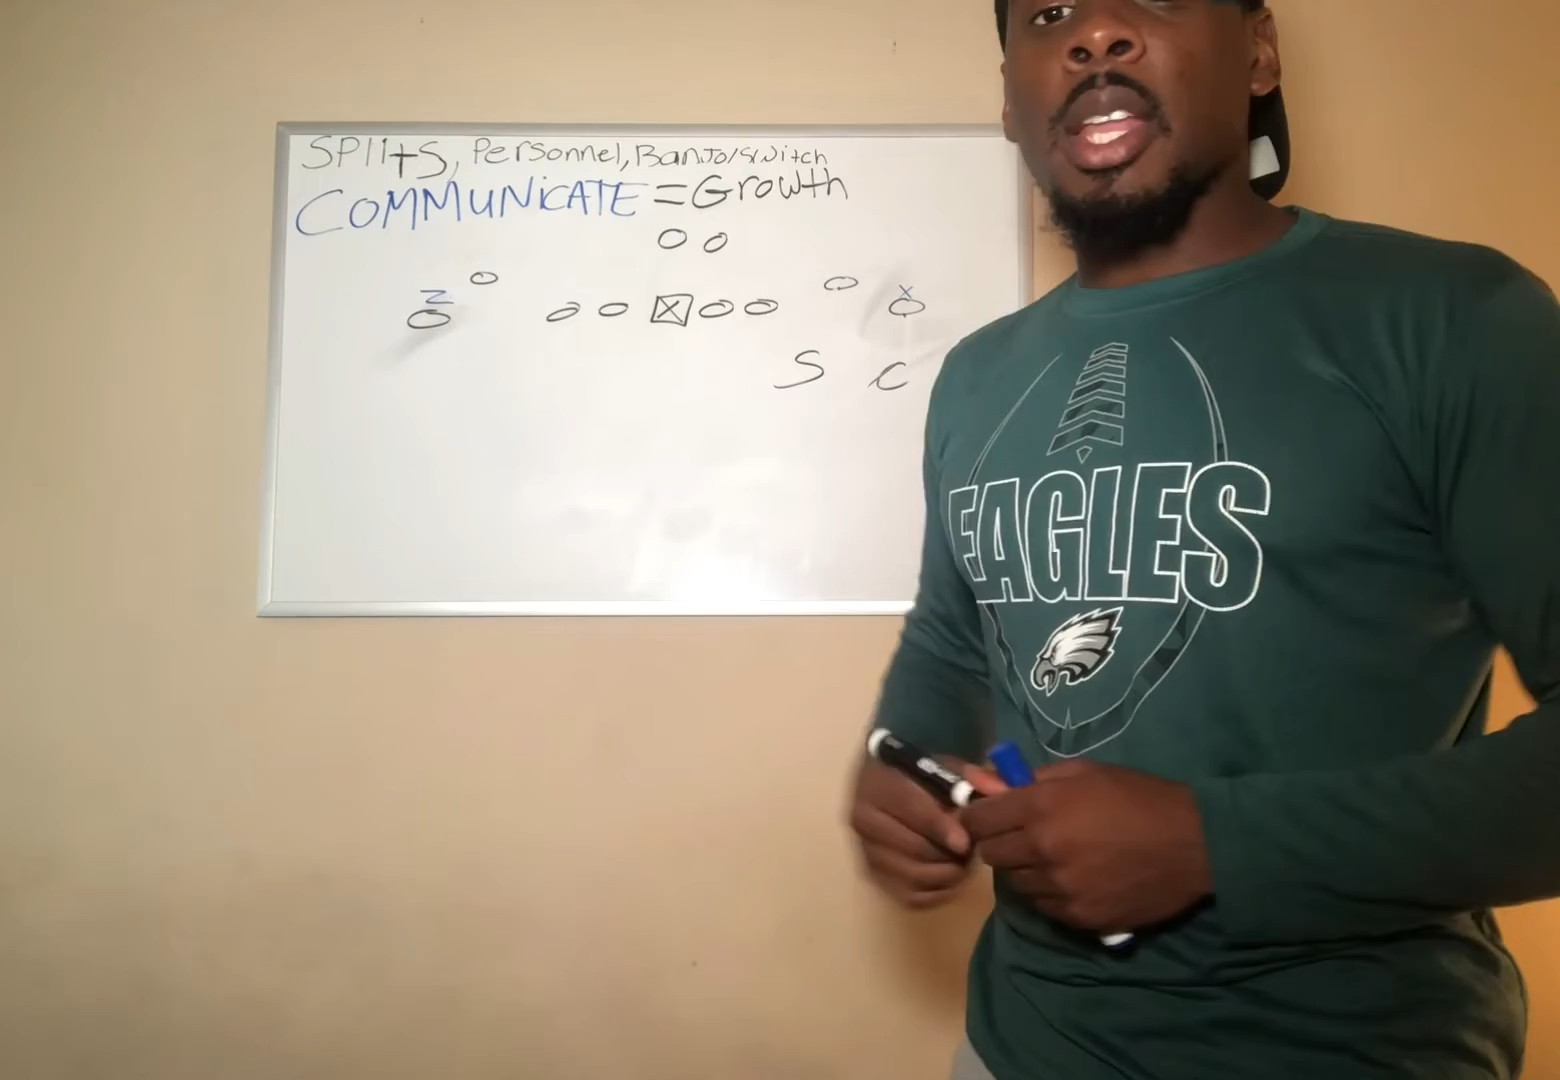 SPlitS, Personnel, Banjo/Switch
COMMUNiCATE = Growth
Z
X
X
S C
EAGLES